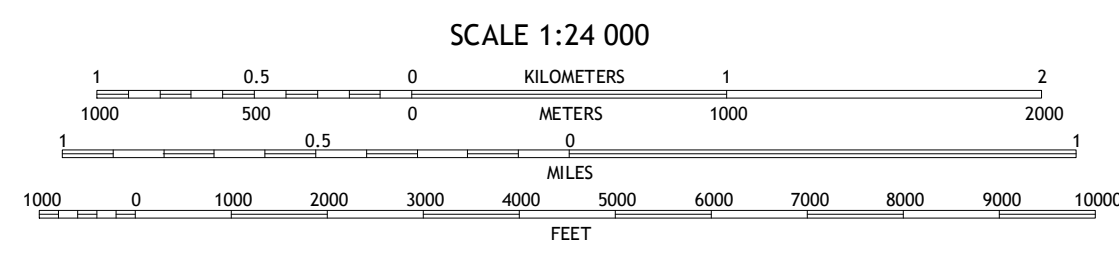 SCALE 1:24 000
1 0.5 0 KILOMETERS 1 2
1000 500 0 METERS 1000 2000
1 0.5 0 1
MILES
1000 0 1000 2000 3000 4000 5000 6000 7000 8000 9000 10000
FEET